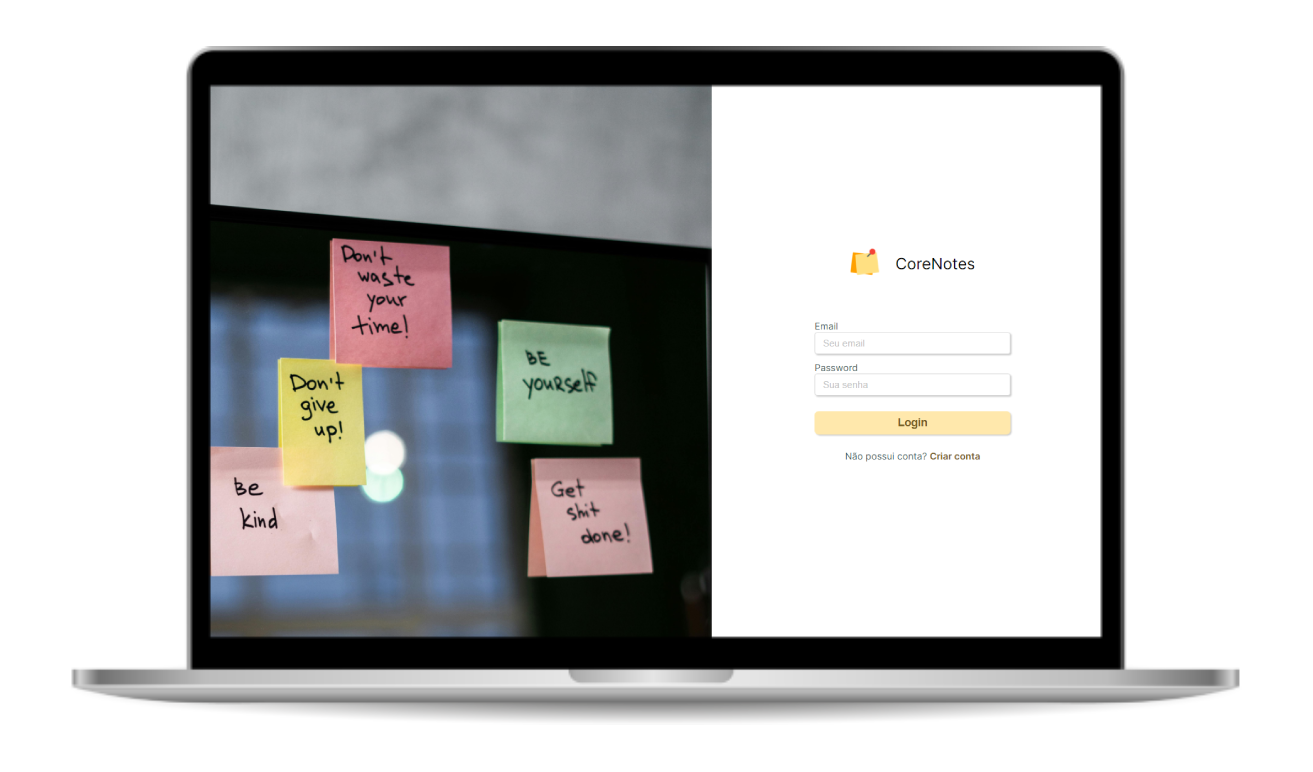 Don't
waste
your
time!
BE
youRself
Don't
give
up!
Be
kind
Get
shit
done!
CoreNotes
Email
Seu email
Password
Sua senha
Login
Não possui conta? Criar conta